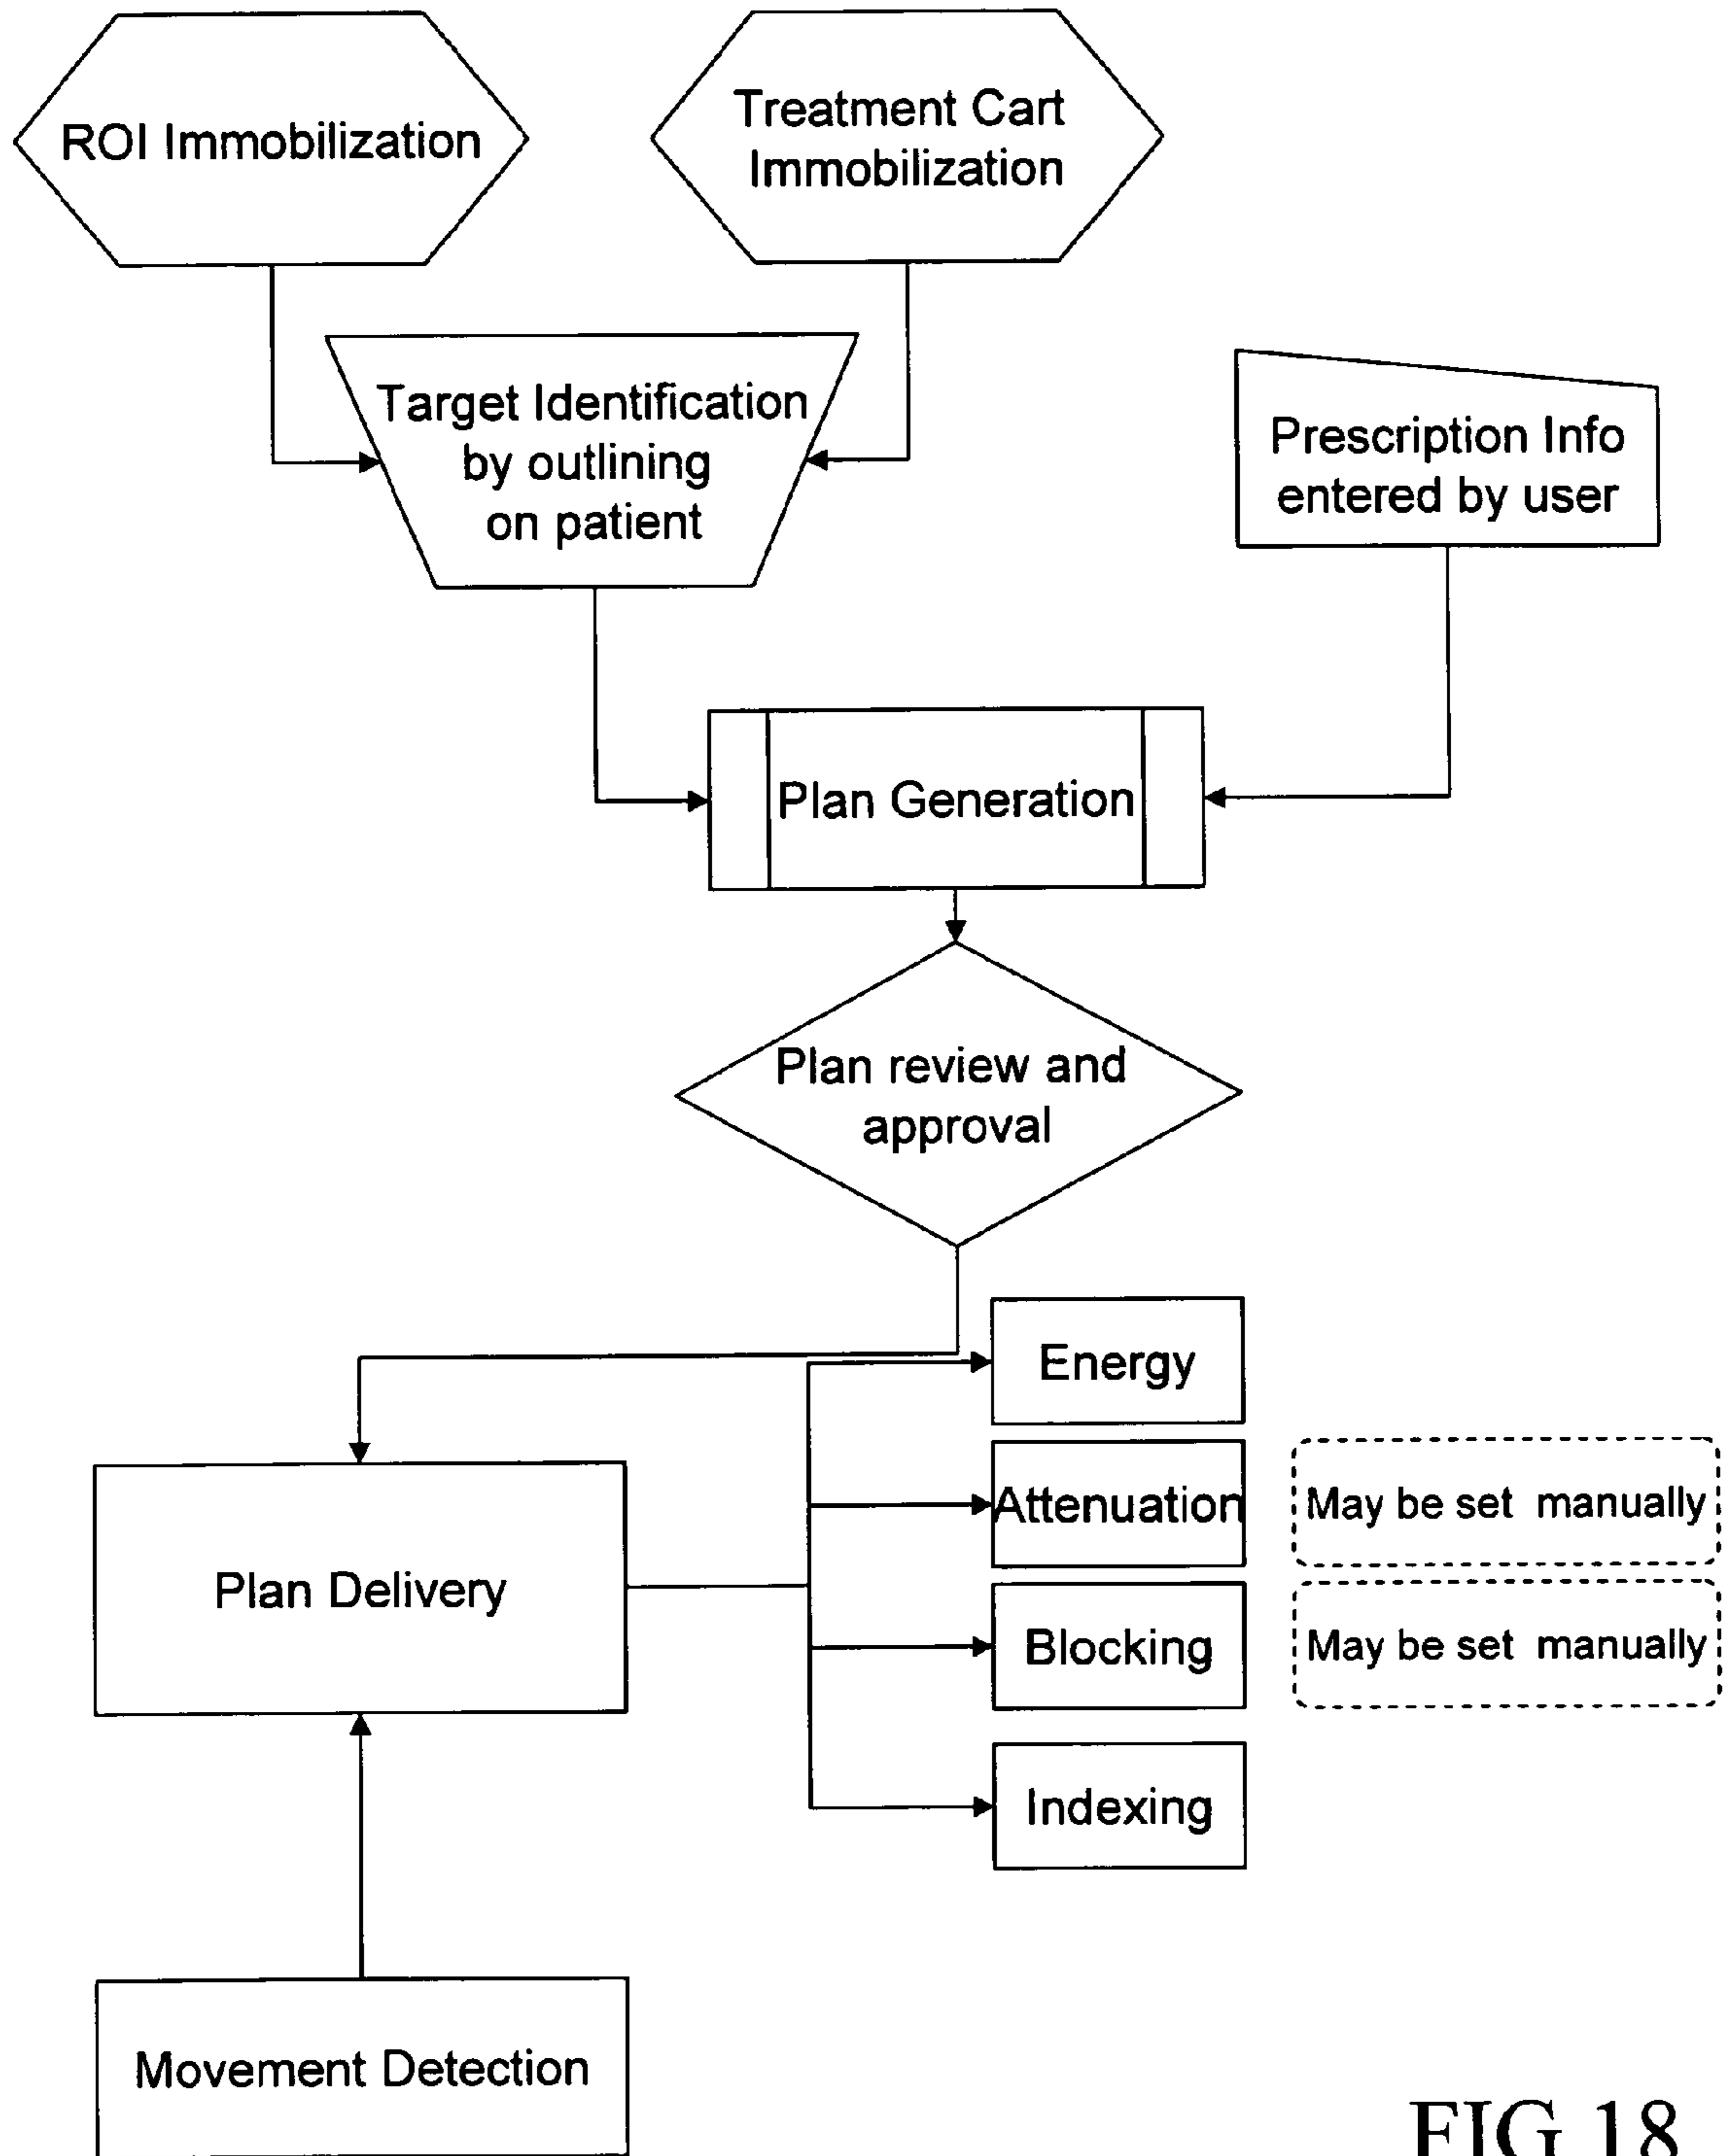 ROI Immobilization
Treatment Cart
Immobilization
Target Identification
by outlining
on patient
Prescription Info
entered by user
Plan Generation
Plan review and
approval
Energy
Attenuation
May be set manually
Plan Delivery
Blocking
May be set manually
Indexing
Movement Detection
FIG 18